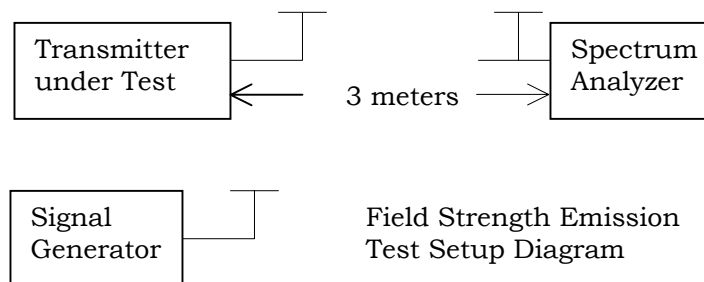 Transmitter
under Test
3 meters
Spectrum
Analyzer
Signal
Generator
Field Strength Emission
Test Setup Diagram